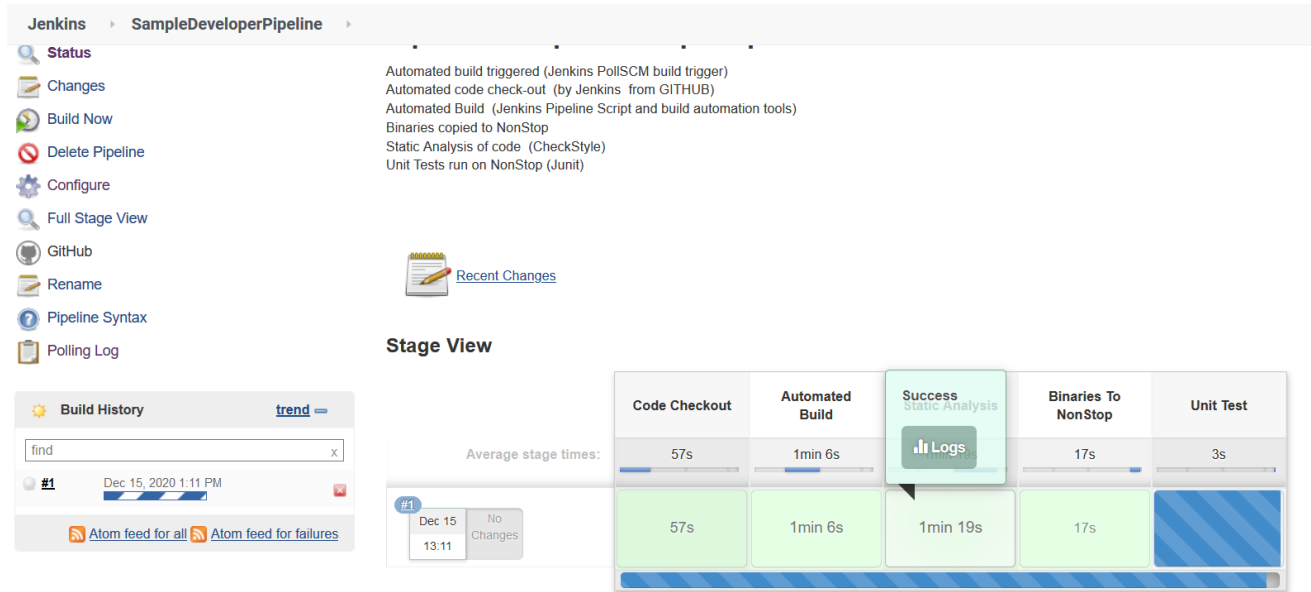 Jenkins SampleDeveloperPipeline
Status
Changes
Build Now
Delete Pipeline
Configure
Full Stage View
GitHub
Rename
Pipeline Syntax
Polling Log
Build History trend
find x
#1 Dec 15, 2020 1:11 PM
Atom feed for all Atom feed for failures
Automated build triggered (Jenkins PollSCM build trigger)
Automated code check-out (by Jenkins from GITHUB)
Automated Build (Jenkins Pipeline Script and build automation tools)
Binaries copied to NonStop
Static Analysis of code (CheckStyle)
Unit Tests run on NonStop (Junit)
Recent Changes
Stage View
Code Checkout
Automated
Build
Success
Static Analysis
Logs
Binaries To
NonStop
Unit Test
Average stage times: 57s 1min 6s 1min 19s 17s 3s
#1
Dec 15
13:11
No
Changes
57s 1min 6s 1min 19s 17s